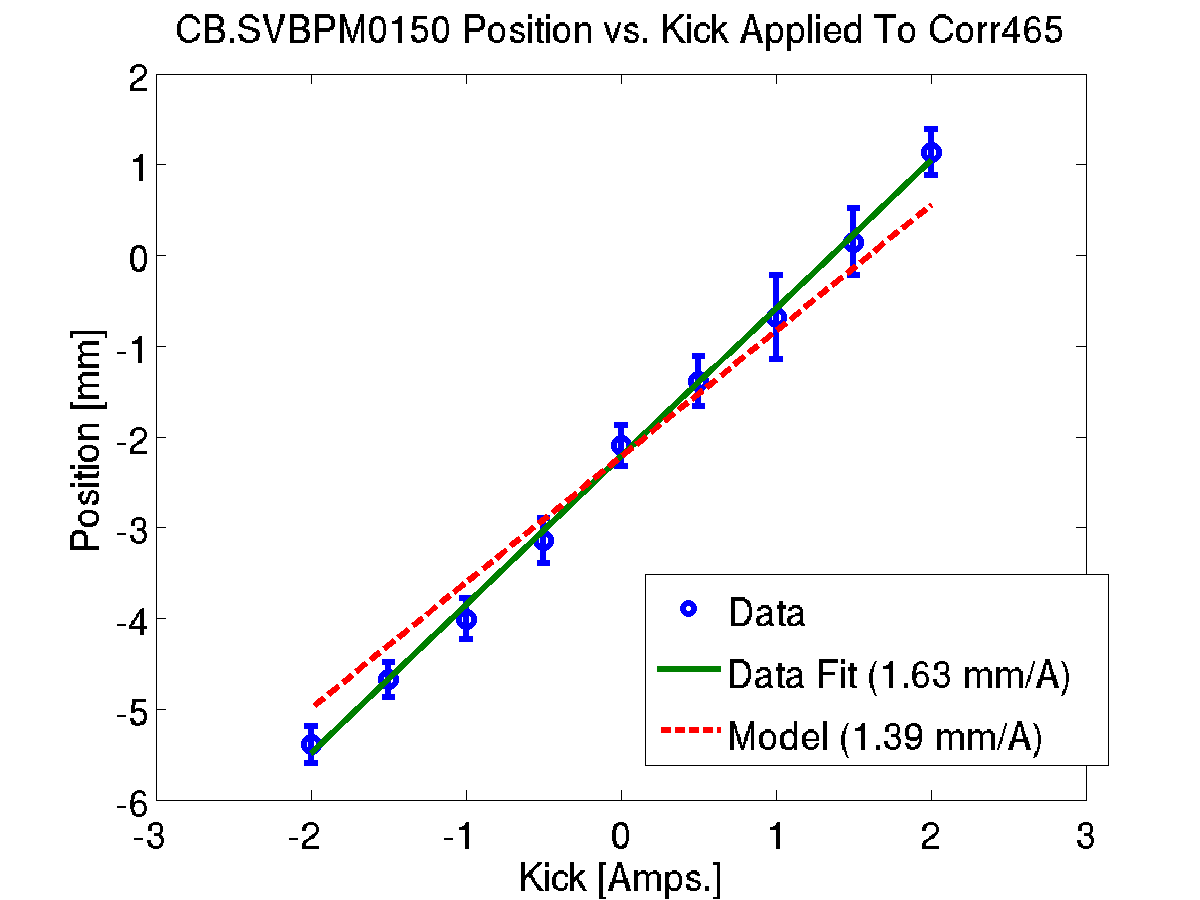 CB.SVBPM0150 Position vs. Kick Applied To Corr465
2
1
0
-1
-2
-3
-4
-5
-6
Position [mm]
Data
Data Fit (1.63 mm/A)
Model (1.39 mm/A)
-3 -2 -1 0 1 2 3
Kick [Amps.]